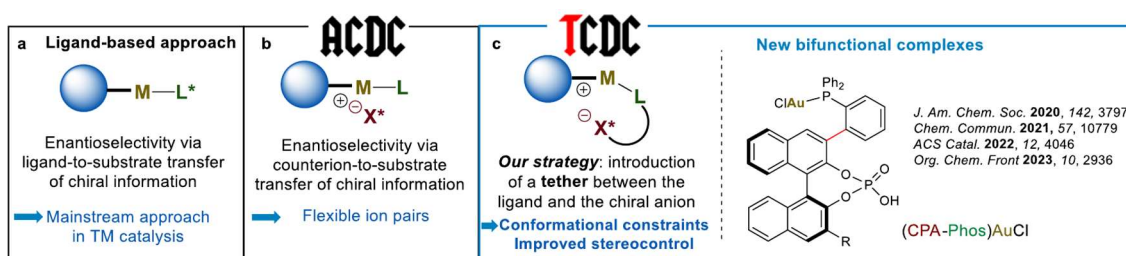 a Ligand-based approach
M—L*
Enantioselectivity via
ligand-to-substrate transfer
of chiral information
Mainstream approach
in TM catalysis
b ACDC
M—L
⊕ ⊖
X*
Enantioselectivity via
counterion-to-substrate
transfer of chiral information
Flexible ion pairs
c TCDC
M
⊕ L
⊖
X*
Our strategy: introduction
of a tether between the
ligand and the chiral anion
Conformational constraints
Improved stereocontrol
New bifunctional complexes
Ph2
ClAu P
O O
P
O OH
R
J. Am. Chem. Soc. 2020, 142, 3797
Chem. Commun. 2021, 57, 10779
ACS Catal. 2022, 12, 4046
Org. Chem. Front 2023, 10, 2936
(CPA-Phos)AuCl